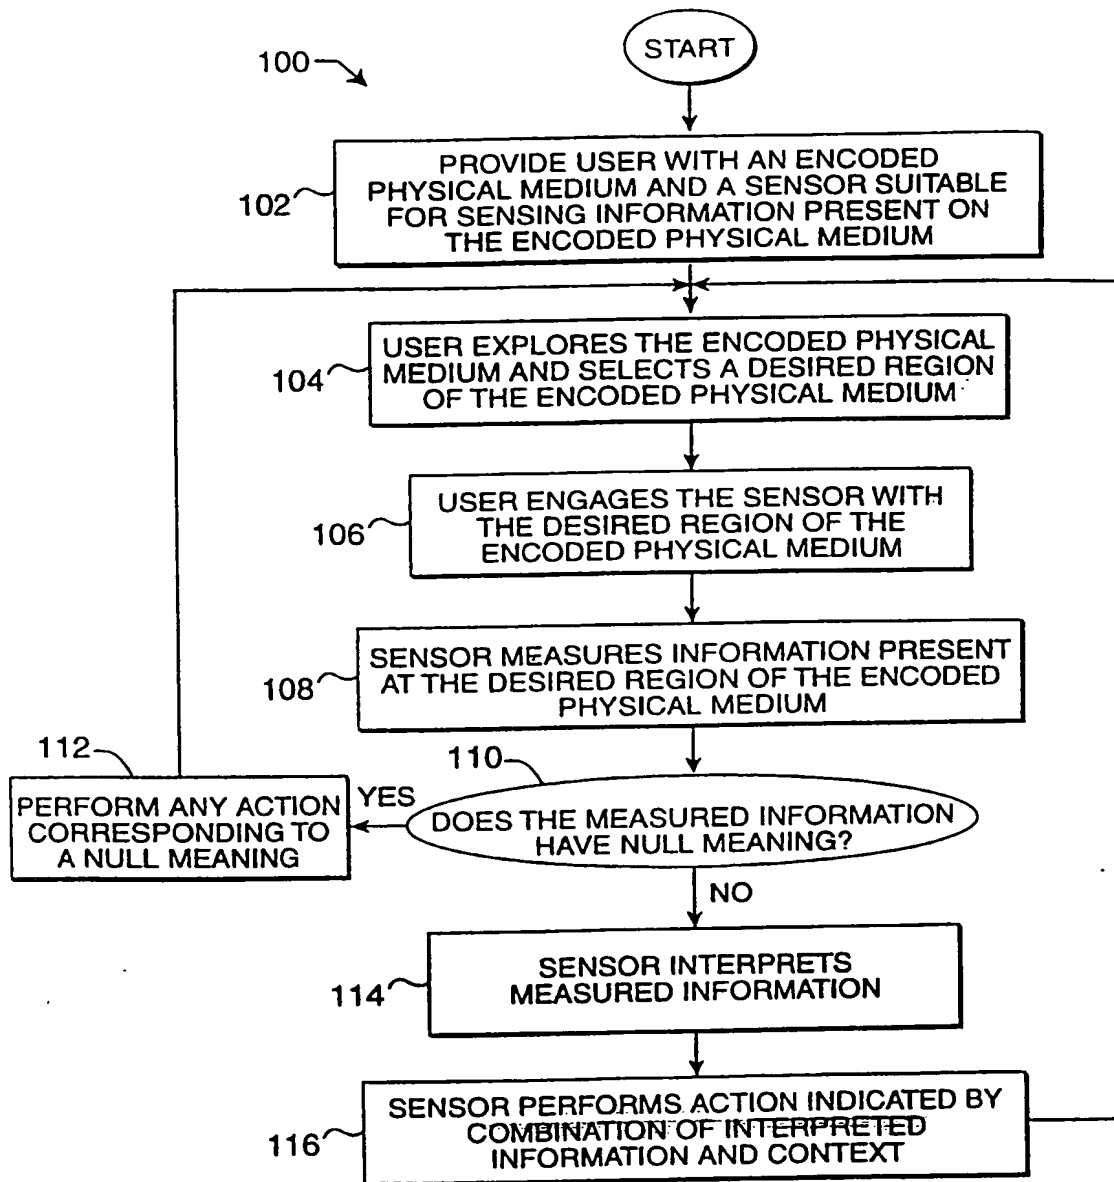 START
100
PROVIDE USER WITH AN ENCODED
PHYSICAL MEDIUM AND A SENSOR SUITABLE
FOR SENSING INFORMATION PRESENT ON
THE ENCODED PHYSICAL MEDIUM
102
USER EXPLORES THE ENCODED PHYSICAL
MEDIUM AND SELECTS A DESIRED REGION
OF THE ENCODED PHYSICAL MEDIUM
104
USER ENGAGES THE SENSOR WITH
THE DESIRED REGION OF THE
ENCODED PHYSICAL MEDIUM
106
SENSOR MEASURES INFORMATION PRESENT
AT THE DESIRED REGION OF THE ENCODED
PHYSICAL MEDIUM
108
110
DOES THE MEASURED INFORMATION
HAVE NULL MEANING?
YES
112
PERFORM ANY ACTION
CORRESPONDING TO
A NULL MEANING
NO
SENSOR INTERPRETS
MEASURED INFORMATION
114
SENSOR PERFORMS ACTION INDICATED BY
COMBINATION OF INTERPRETED
INFORMATION AND CONTEXT
116